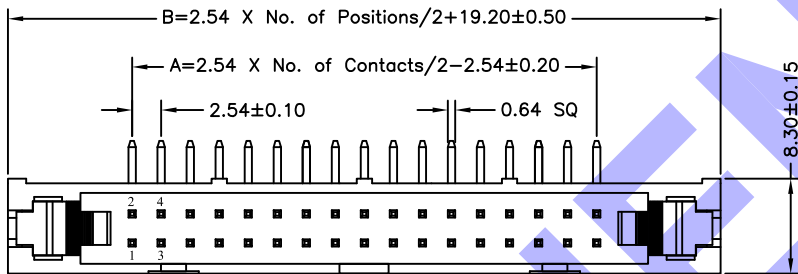 B=2.54 X No. of Positions/2+19.20±0.50
A=2.54 X No. of Contacts/2-2.54±0.20
2.54±0.10
0.64 SQ
8.30±0.15
2 4
1 3